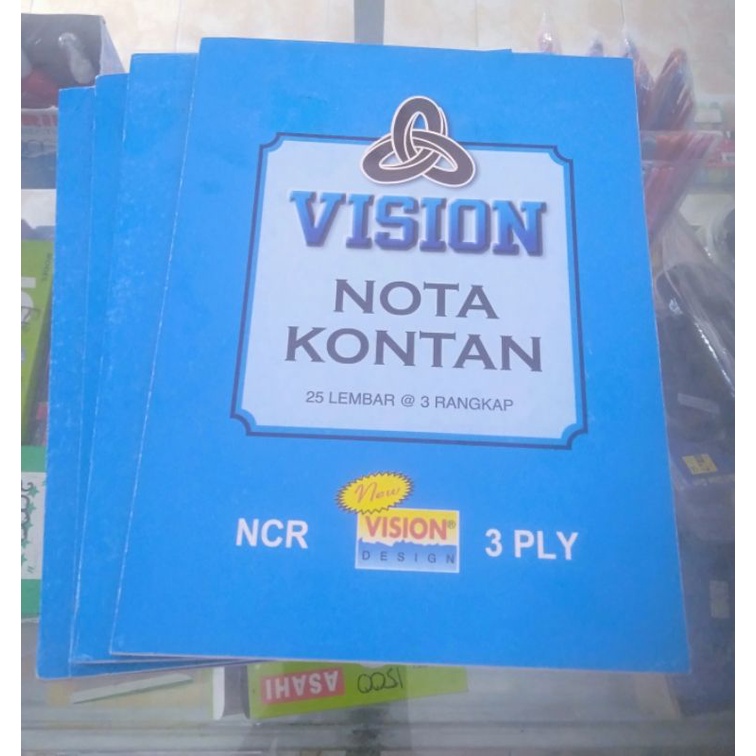 VISION
NOTA
KONTAN
25 LEMBAR @ 3 RANGKAP
New
NCR
VISION®
3 PLY
DESIGN
ASAHI